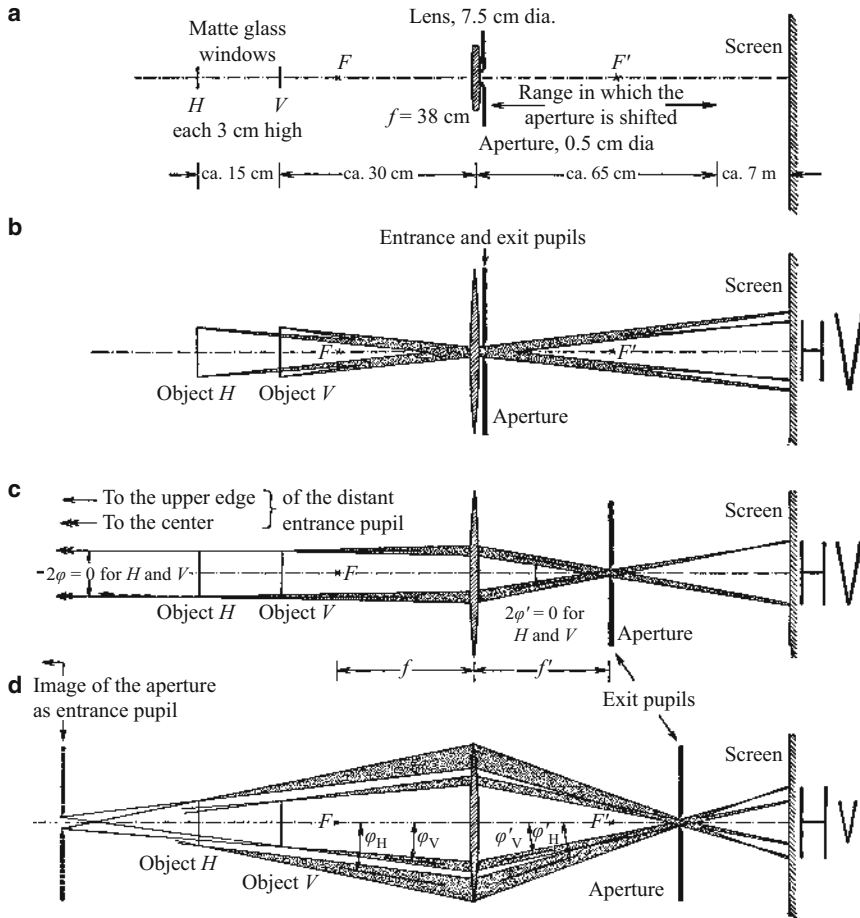 a
Lens, 7.5 cm dia.
Matte glass
windows
F
F′
Screen
H
V
f = 38 cm
Range in which the
aperture is shifted
each 3 cm high
Aperture, 0.5 cm dia
ca. 15 cm
ca. 30 cm
ca. 65 cm
ca. 7 m
b
Entrance and exit pupils
Screen
F
F′
H
V
Object H
Object V
Aperture
c
To the upper edge
To the center
of the distant
entrance pupil
Screen
2φ = 0 for H and V
F
H
V
Object H
Object V
2φ′ = 0 for
H and V
Aperture
f
f′
Image of the aperture
as entrance pupil
Exit pupils
d
Screen
F
φH
φV
φ′V
φ′H
F′
H
V
Object H
Object V
Aperture